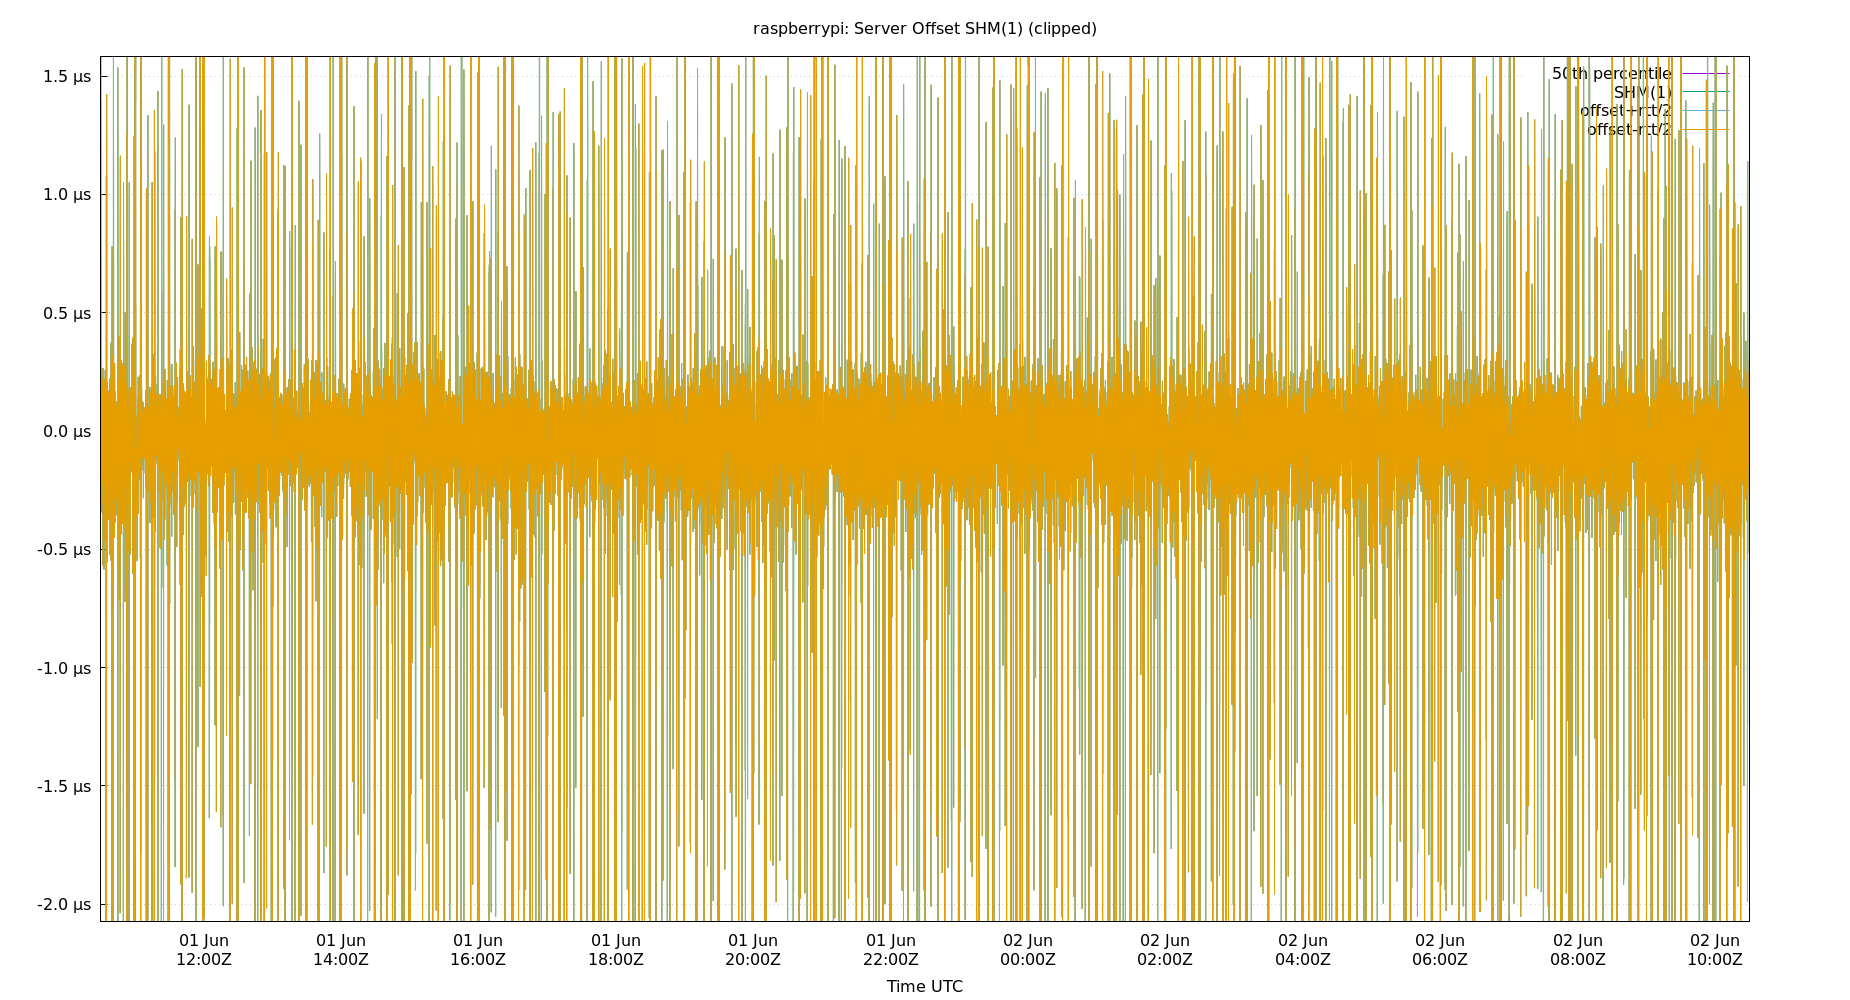 raspberrypi: Server Offset SHM(1) (clipped)
50th percentile
SHM(1)
offset+rtt/2
offset-rtt/2
1.5 µs
1.0 µs
0.5 µs
0.0 µs
-0.5 µs
-1.0 µs
-1.5 µs
-2.0 µs
01 Jun 01 Jun 01 Jun 01 Jun 01 Jun 01 Jun 02 Jun 02 Jun 02 Jun 02 Jun 02 Jun 02 Jun
12:00Z 14:00Z 16:00Z 18:00Z 20:00Z 22:00Z 00:00Z 02:00Z 04:00Z 06:00Z 08:00Z 10:00Z
Time UTC